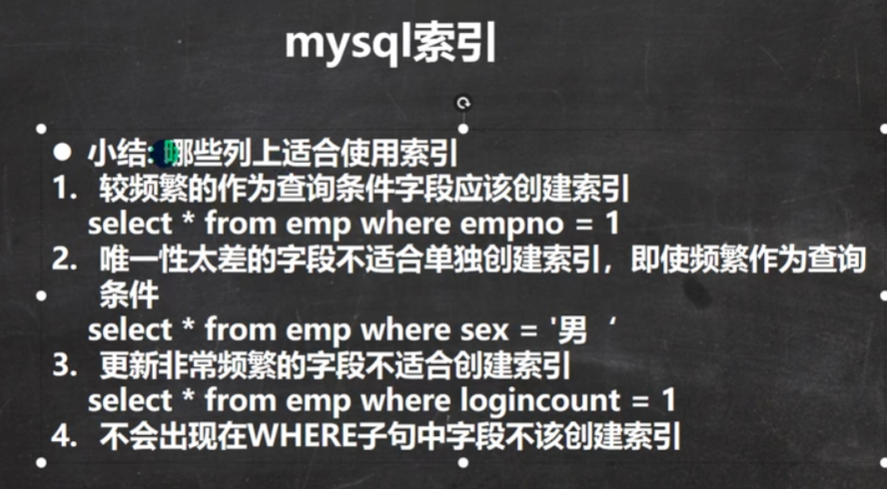 mysql索引
● 小结: 哪些列上适合使用索引
1. 较频繁的作为查询条件字段应该创建索引
select * from emp where empno = 1
2. 唯一性太差的字段不适合单独创建索引，即使频繁作为查询
条件
select * from emp where sex = '男‘
3. 更新非常频繁的字段不适合创建索引
select * from emp where logincount = 1
4. 不会出现在WHERE子句中字段不该创建索引